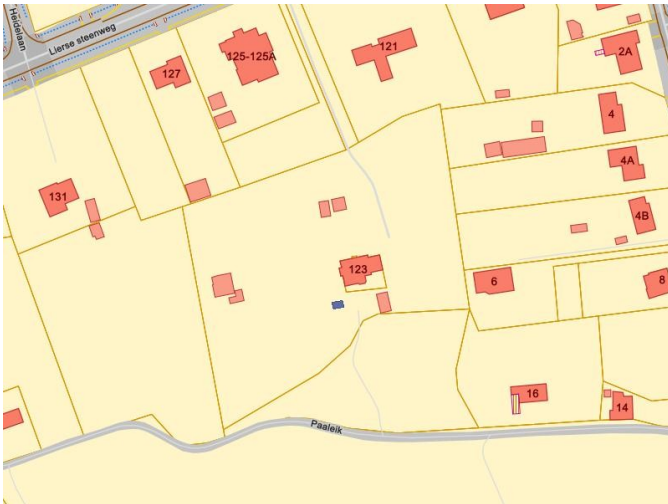 Heidelaan
Lierse steenweg
127
125-125A
121
2A
4
4A
4B
131
123
6
8
16
14
Paaleik